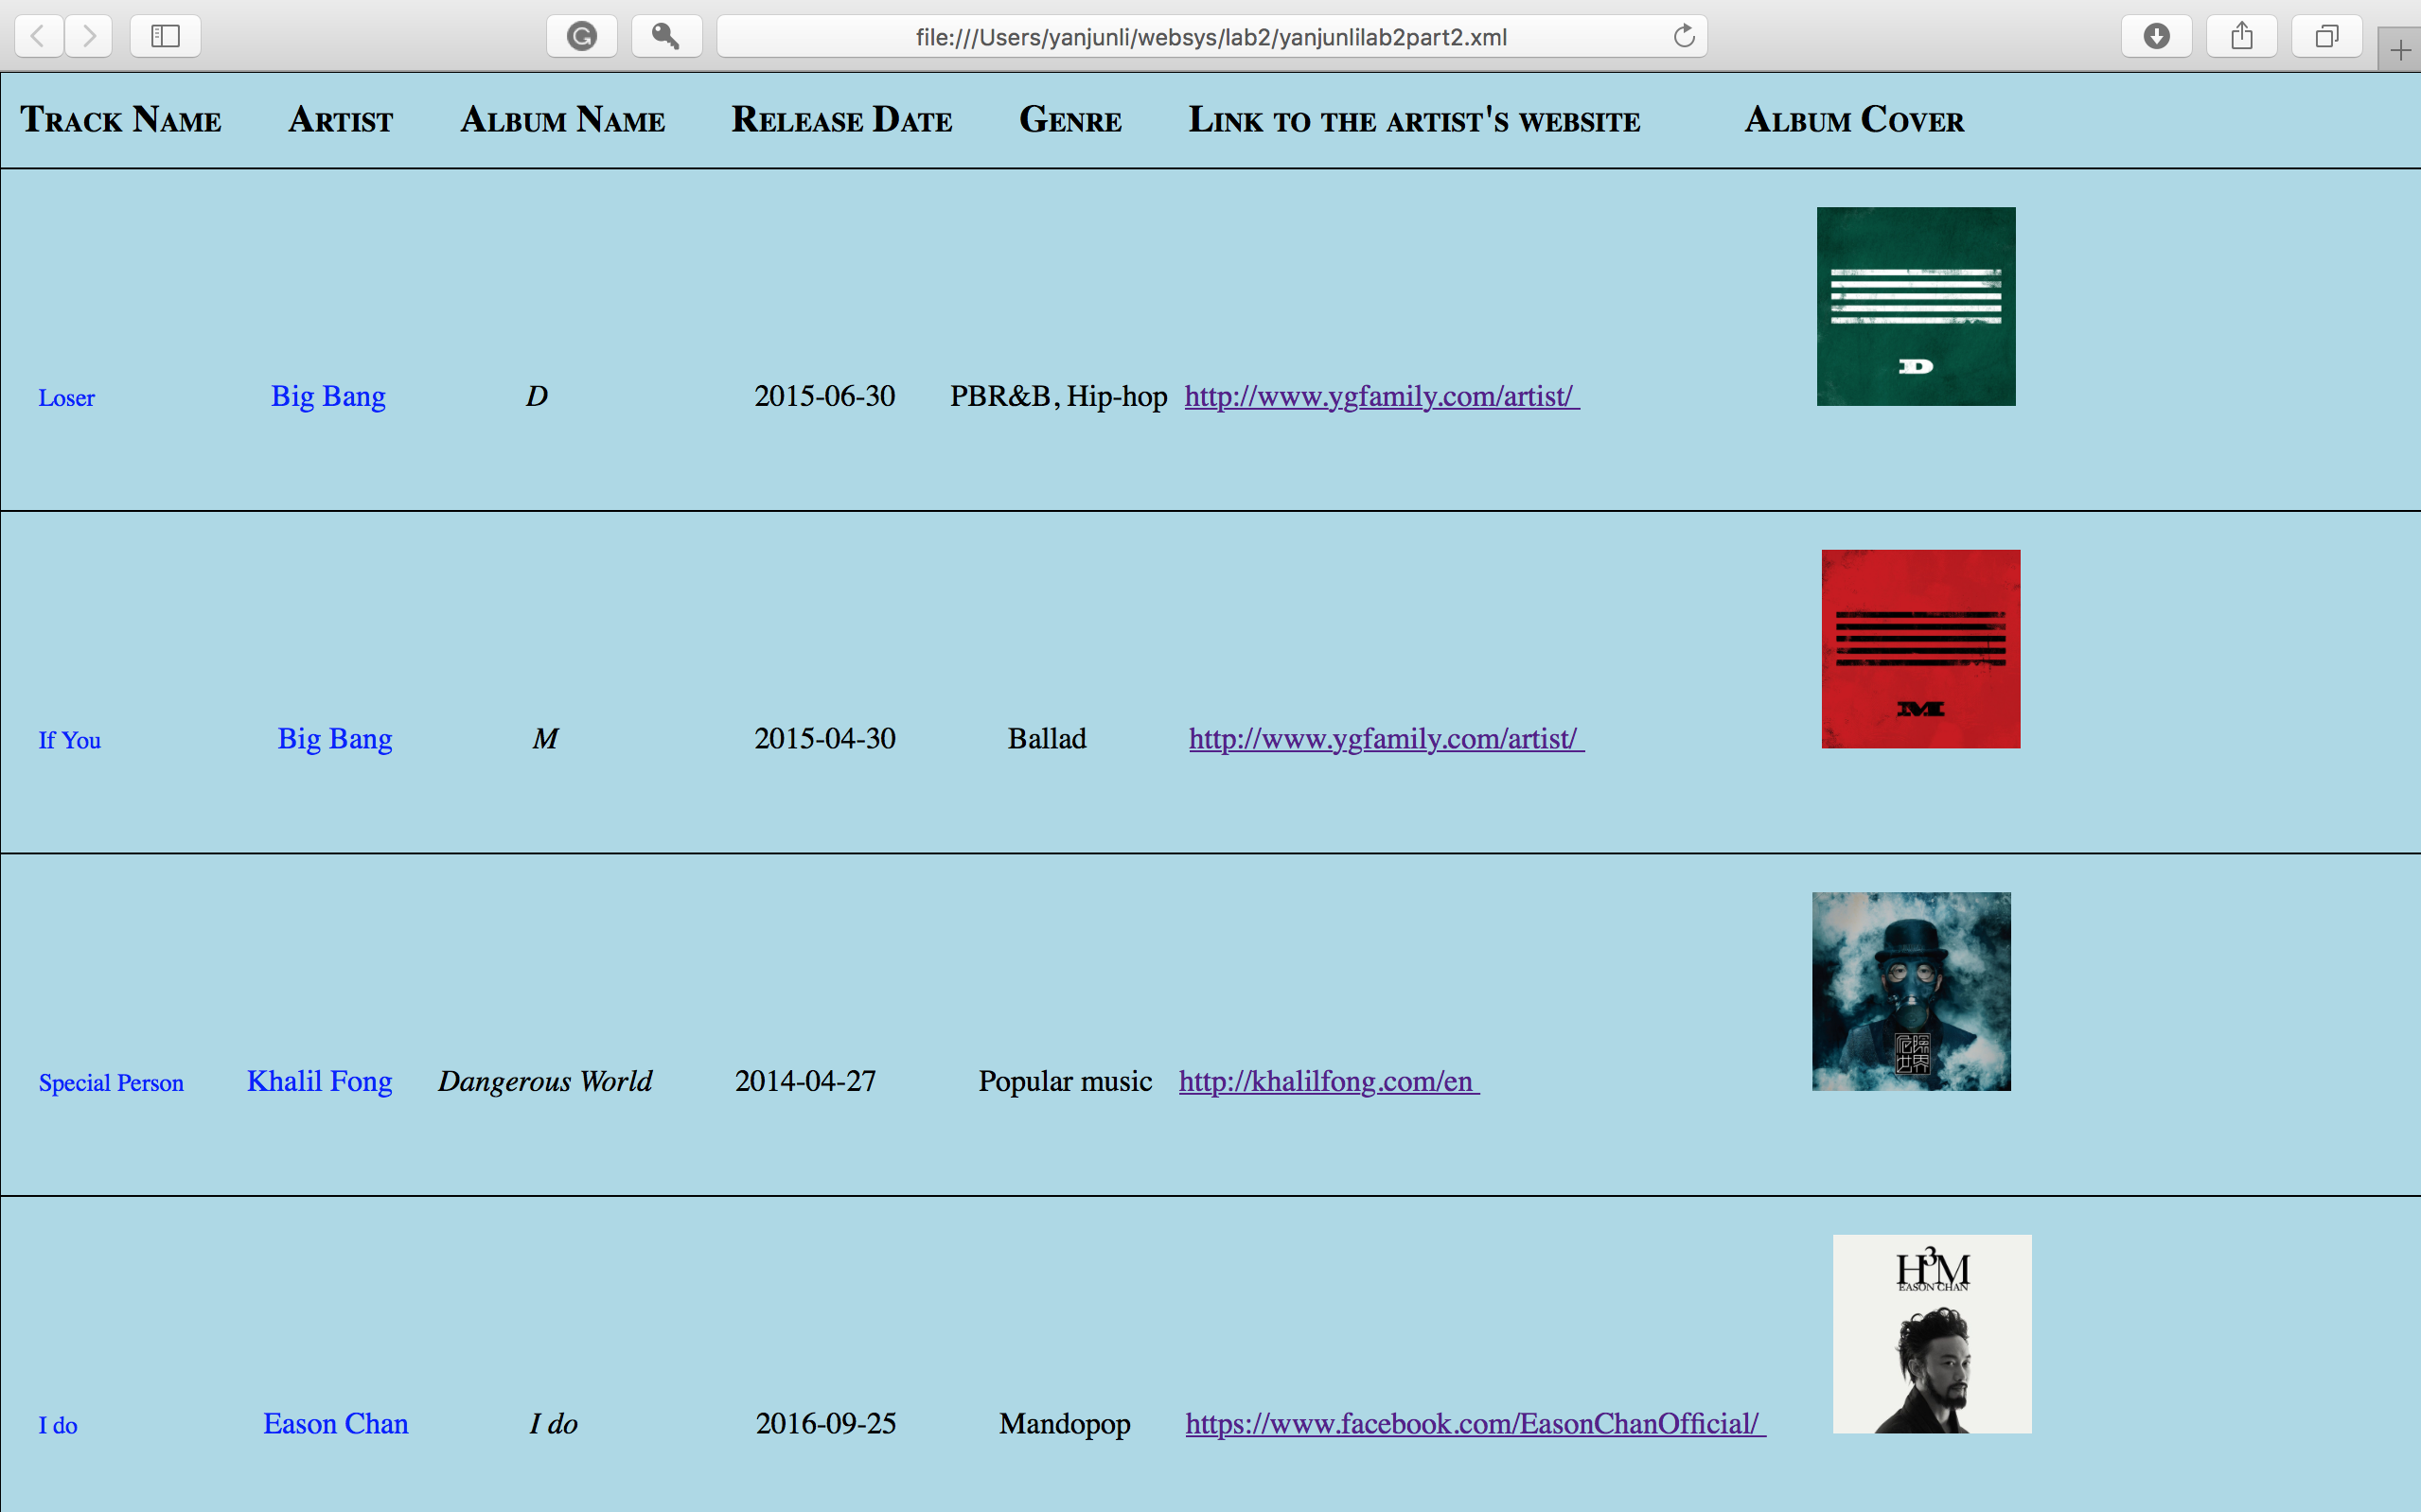 file:///Users/yanjunli/websys/lab2/yanjunlilab2part2.xml
Track Name Artist Album Name Release Date Genre Link to the artist's website Album Cover
D
Loser Big Bang D 2015-06-30 PBR&B, Hip-hop http://www.ygfamily.com/artist/
M
If You Big Bang M 2015-04-30 Ballad http://www.ygfamily.com/artist/
危險
世界
Special Person Khalil Fong Dangerous World 2014-04-27 Popular music http://khalilfong.com/en
H3M
EASON CHAN
I do Eason Chan I do 2016-09-25 Mandopop https://www.facebook.com/EasonChanOfficial/